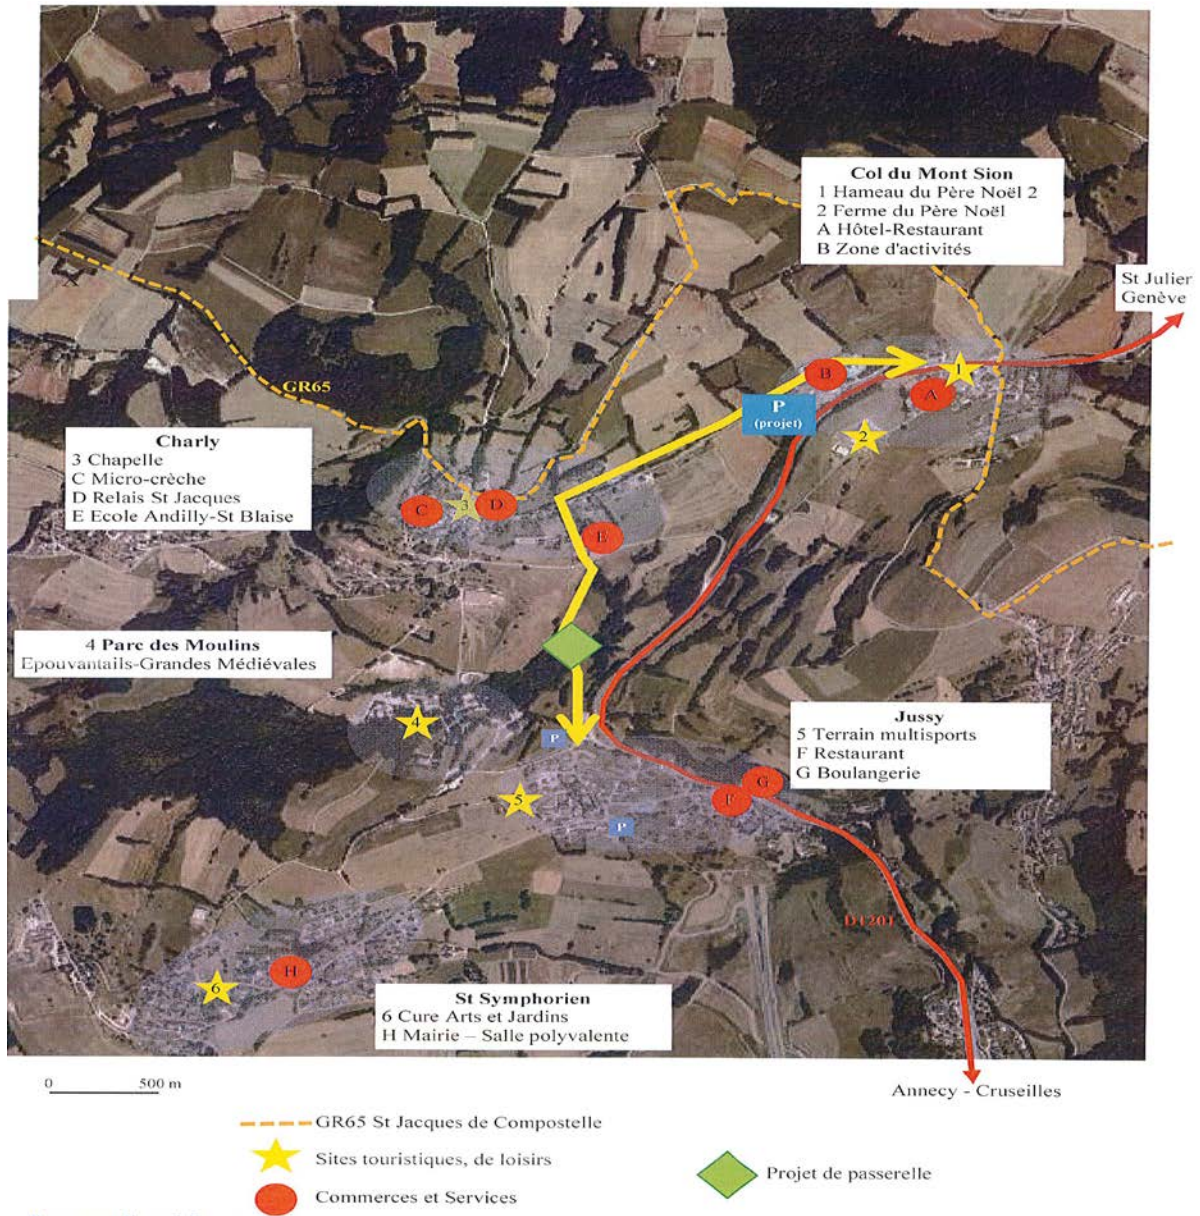 Col du Mont Sion
1 Hameau du Père Noël 2
2 Ferme du Père Noël
A Hôtel-Restaurant
B Zone d'activités
St Julier
Genève
1
B
A
P
(projet)
2
GR65
Charly
3 Chapelle
C Micro-crèche
D Relais St Jacques
E Ecole Andilly-St Blaise
C
3
D
E
4 Parc des Moulins
Epouvantails-Grandes Médiévales
4
P
Jussy
5 Terrain multisports
F Restaurant
G Boulangerie
5
G
F
P
D1201
H
6
St Symphorien
6 Cure Arts et Jardins
H Mairie – Salle polyvalente
0 500 m
Annecy - Cruseilles
GR65 St Jacques de Compostelle
Sites touristiques, de loisirs
Projet de passerelle
Commerces et Services